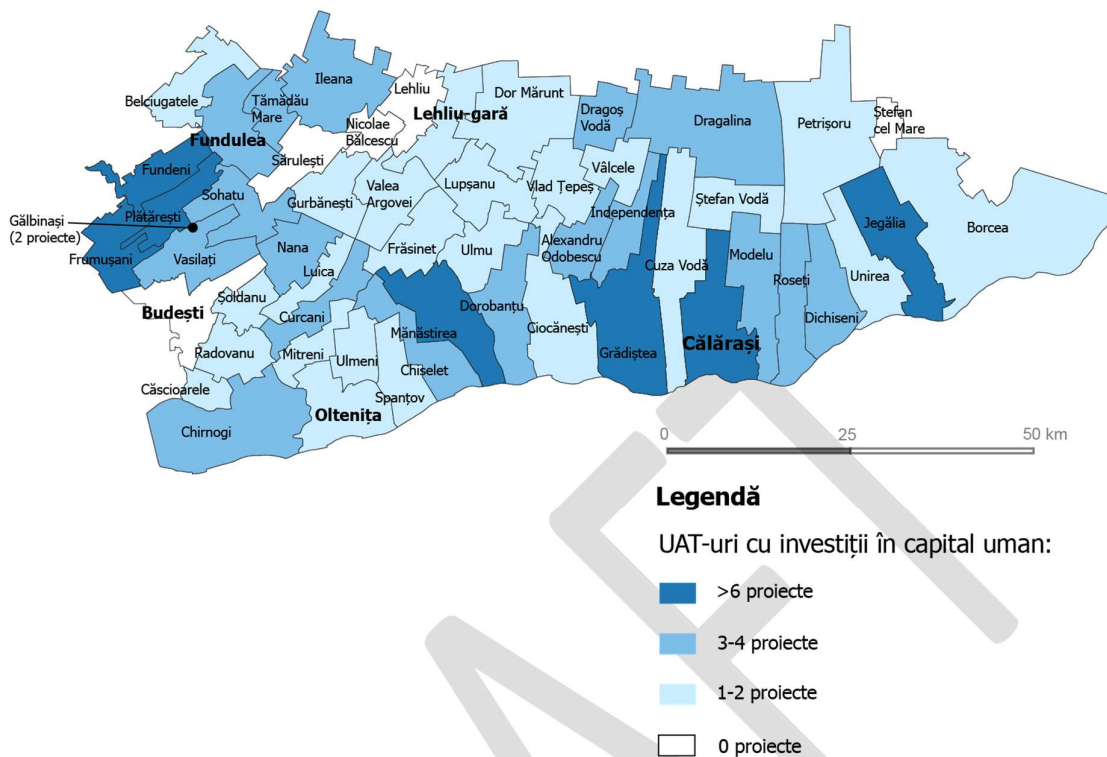 Ileana
Lehliu
Belciugatele
Tămădău
Mare
Dor Mărunt
Lehliu-gară
Dragoș
Vodă
Dragalina
Petrișoru
Ștefan
cel Mare
Nicolae
Bălcescu
Fundulea
Fundeni
Sărulești
Vâlcele
Valea
Argovei
Lupșanu
Vlad Țepeș
Sohatu
Gurbănești
Independența
Ștefan Vodă
Plătărești
Gălbinași
(2 proiecte)
Jegălia
Borcea
Frumușani
Vasilați
Nana
Frăsinet
Ulmu
Alexandru
Odobescu
Modelu
Luica
Cuza Vodă
Unirea
Roseți
Șoldanu
Budești
Curcani
Dorobanțu
Dichiseni
Mănăstirea
Ciocănești
Călărași
Radovanu
Mitreni
Ulmeni
Grădiștea
Chiselet
Căscioarele
Spanțov
Oltenița
Chirnogi
0
25
50 km
Legendă
UAT-uri cu investiții în capital uman:
>6 proiecte
3-4 proiecte
1-2 proiecte
0 proiecte